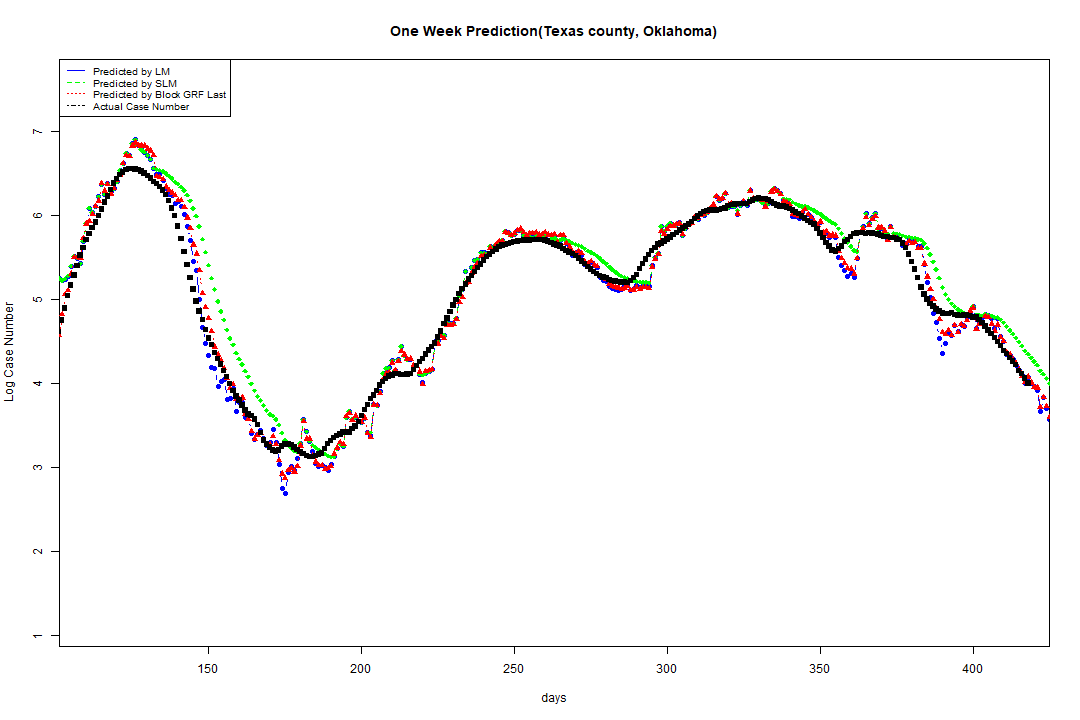 One Week Prediction(Texas county, Oklahoma)
Predicted by LM
Predicted by SLM
Predicted by Block GRF Last
Actual Case Number
7
6
5
4
3
2
1
Log Case Number
150 200 250 300 350 400
days